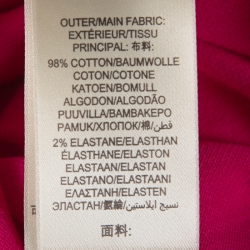 OUTER/MAIN FABRIC:
EXTÉRIEUR/TISSU
PRINCIPAL: 布料:
98% COTTON/BAUMWOLLE
COTON/COTONE
KATOEN/BOMULL
ALGODÓN/ALGODÃO
PUUVILLA/BAMBAKEPO
PAMUK/ХЛОПОК/棉/قطن
2% ELASTANE/ELASTHAN
ÉLASTHANE/ELASTON
ELASTAN/ELASTAAN
ELASTANO/ELASTAANI
ΕΛΑΣΤΑΝΗ/ELASTEN
ЭЛАСТАН/氨綸/نسيج ايلاستين
面料: